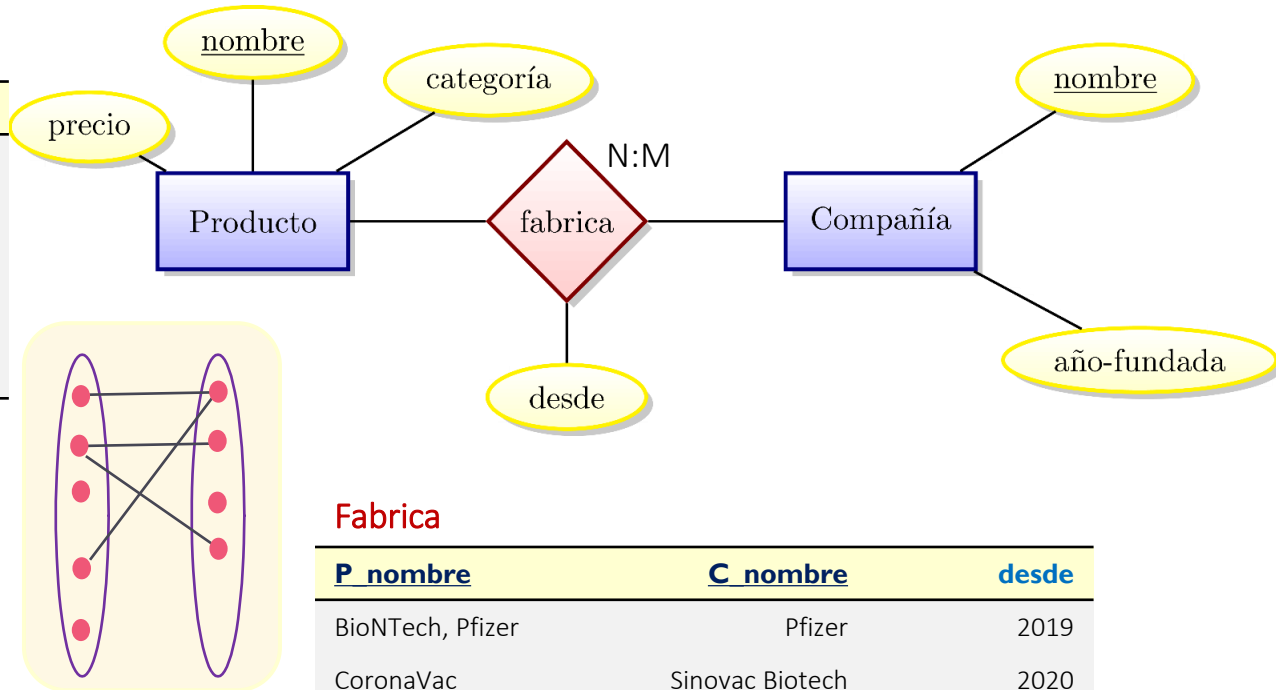 nombre
categoría
nombre
precio
N:M
Producto
fabrica
Compañía
año-fundada
desde
Fabrica
P_nombre C_nombre desde
BioNTech, Pfizer Pfizer 2019
CoronaVac Sinovac Biotech 2020